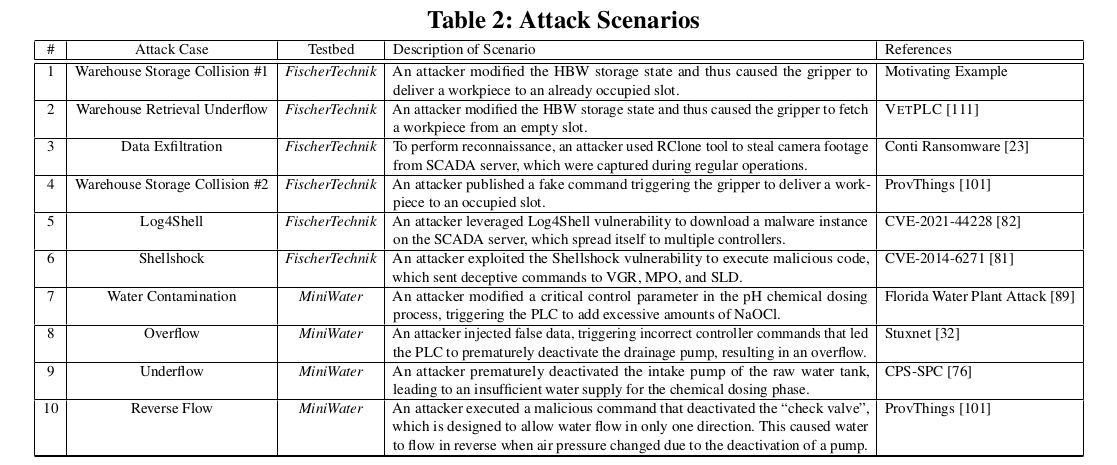 Table 2: Attack Scenarios
# Attack Case Testbed Description of Scenario References
1 Warehouse Storage Collision #1 FischerTechnik An attacker modified the HBW storage state and thus caused the gripper to Motivating Example
deliver a workpiece to an already occupied slot.
2 Warehouse Retrieval Underflow FischerTechnik An attacker modified the HBW storage state and thus caused the gripper to fetch VETPLC [111]
a workpiece from an empty slot.
3 Data Exfiltration FischerTechnik To perform reconnaissance, an attacker used RClone tool to steal camera footage Conti Ransomware [23]
from SCADA server, which were captured during regular operations.
4 Warehouse Storage Collision #2 FischerTechnik An attacker published a fake command triggering the gripper to deliver a work- ProvThings [101]
piece to an occupied slot.
5 Log4Shell FischerTechnik An attacker leveraged Log4Shell vulnerability to download a malware instance CVE-2021-44228 [82]
on the SCADA server, which spread itself to multiple controllers.
6 Shellshock FischerTechnik An attacker exploited the Shellshock vulnerability to execute malicious code, CVE-2014-6271 [81]
which sent deceptive commands to VGR, MPO, and SLD.
7 Water Contamination MiniWater An attacker modified a critical control parameter in the pH chemical dosing Florida Water Plant Attack [89]
process, triggering the PLC to add excessive amounts of NaOCl.
8 Overflow MiniWater An attacker injected false data, triggering incorrect controller commands that led Stuxnet [32]
the PLC to prematurely deactivate the drainage pump, resulting in an overflow.
9 Underflow MiniWater An attacker prematurely deactivated the intake pump of the raw water tank, CPS-SPC [76]
leading to an insufficient water supply for the chemical dosing phase.
10 Reverse Flow MiniWater An attacker executed a malicious command that deactivated the “check valve”, ProvThings [101]
which is designed to allow water flow in only one direction. This caused water
to flow in reverse when air pressure changed due to the deactivation of a pump.